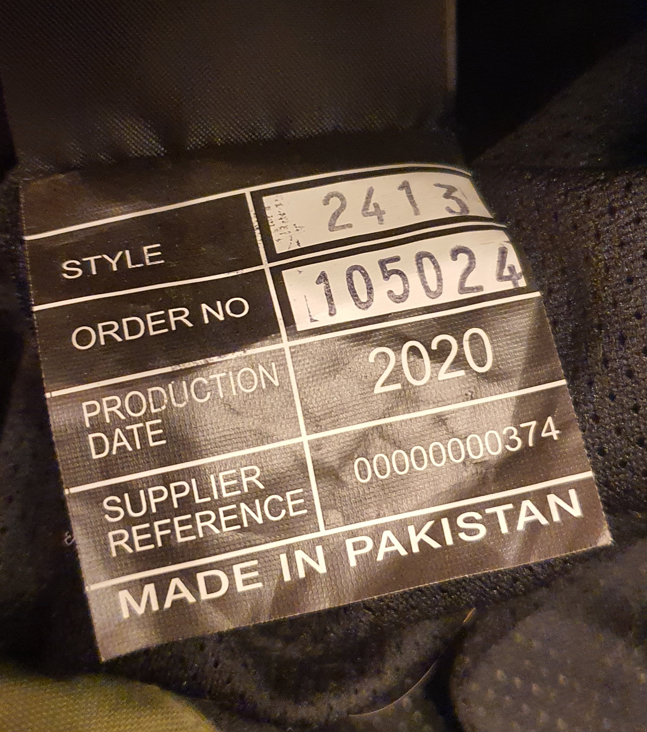 STYLE 2413
ORDER NO 105024
PRODUCTION DATE 2020
SUPPLIER REFERENCE 00000000374
MADE IN PAKISTAN